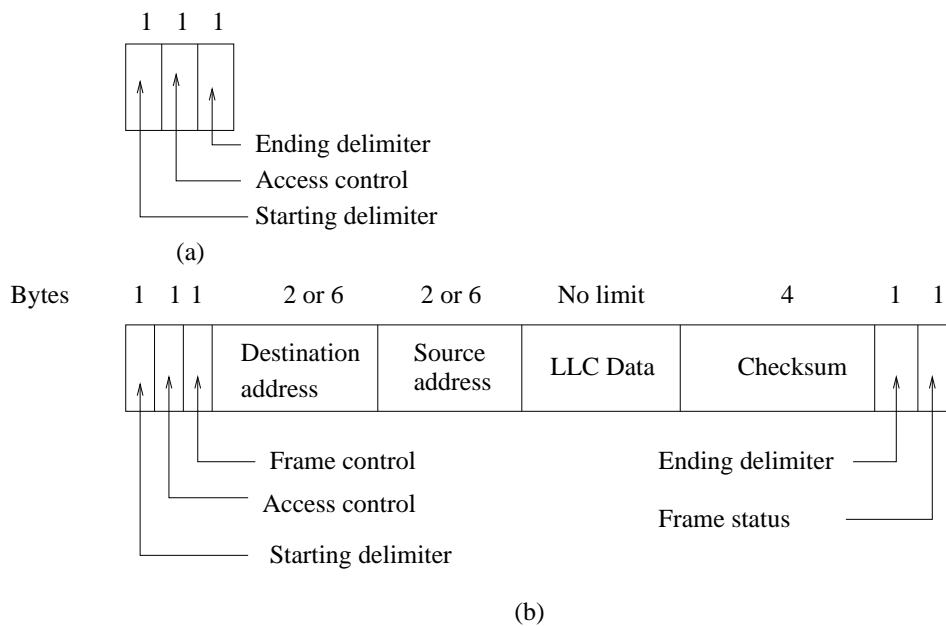 1 1 1
Ending delimiter
Access control
Starting delimiter
(a)
Bytes 1 1 1 2 or 6 2 or 6 No limit 4 1 1
Destination address
Source address
LLC Data
Checksum
Frame control
Access control
Starting delimiter
Ending delimiter
Frame status
(b)